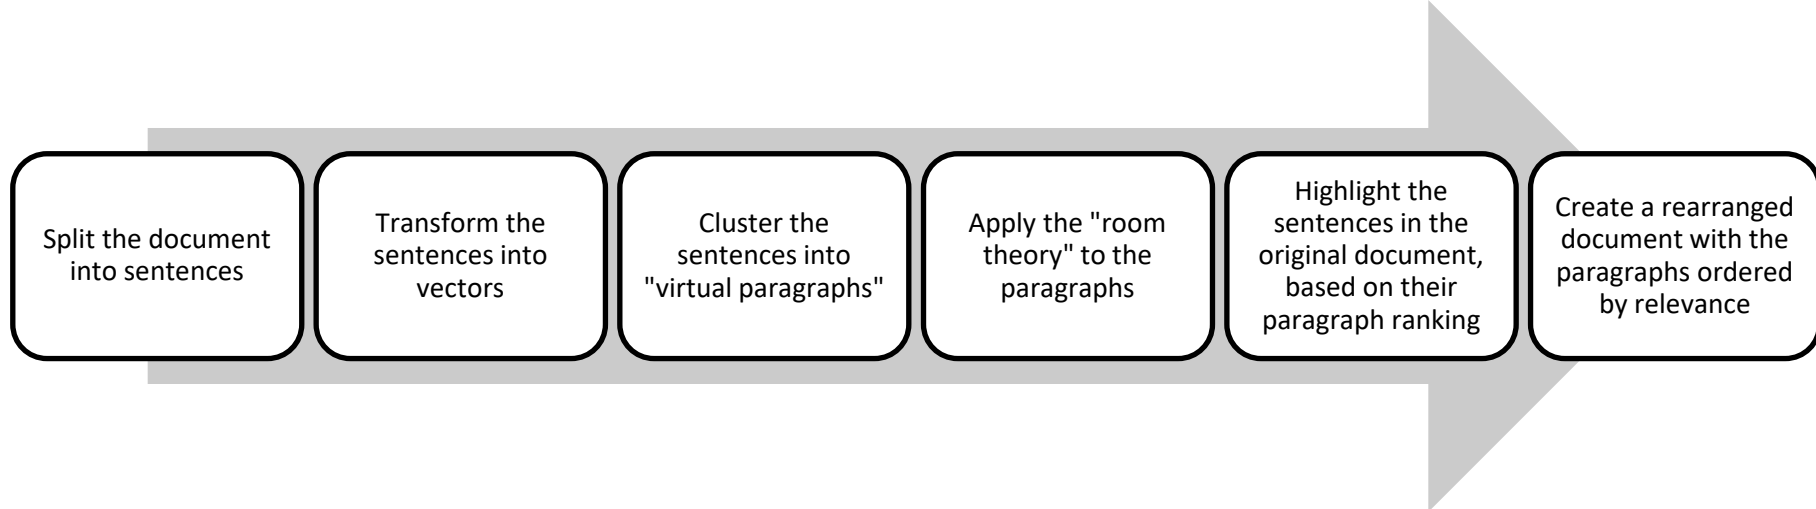 Split the document
into sentences
Transform the
sentences into
vectors
Cluster the
sentences into
"virtual paragraphs"
Apply the "room
theory" to the
paragraphs
Highlight the
sentences in the
original document,
based on their
paragraph ranking
Create a rearranged
document with the
paragraphs ordered
by relevance